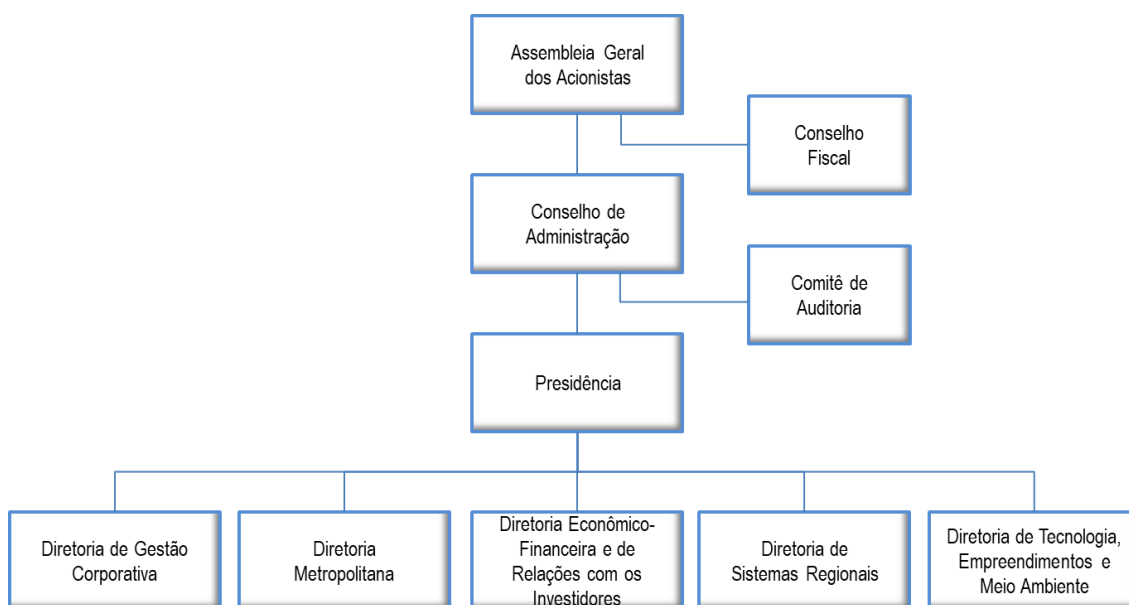 Assembleia Geral
dos Acionistas
Conselho
Fiscal
Conselho de
Administração
Comitê de
Auditoria
Presidência
Diretoria de Gestão
Corporativa
Diretoria
Metropolitana
Diretoria Econômico-
Financeira e de
Relações com os
Investidores
Diretoria de
Sistemas Regionais
Diretoria de Tecnologia,
Empreendimentos e
Meio Ambiente